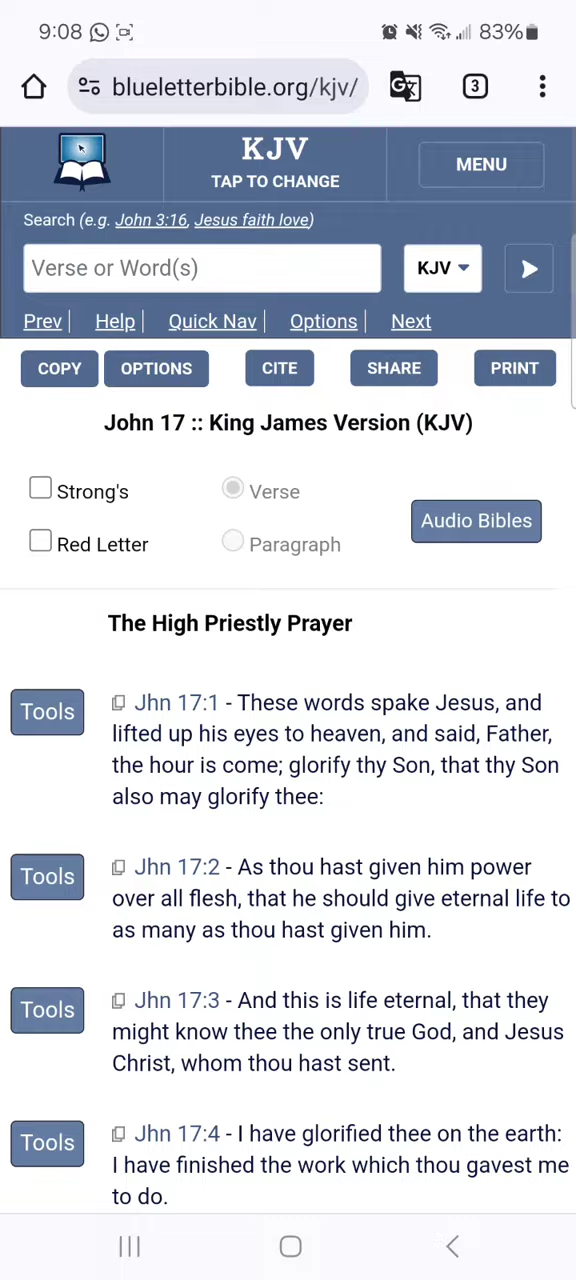 9:08 83%
blueletterbible.org/kjv/ 3
KJV
TAP TO CHANGE
MENU
Search (e.g. John 3:16, Jesus faith love)
Verse or Word(s) KJV
Prev | Help | Quick Nav | Options | Next
COPY OPTIONS CITE SHARE PRINT
John 17 :: King James Version (KJV)
Strong's Verse
Audio Bibles
Red Letter Paragraph
The High Priestly Prayer
Tools Jhn 17:1 - These words spake Jesus, and
lifted up his eyes to heaven, and said, Father,
the hour is come; glorify thy Son, that thy Son
also may glorify thee:
Tools Jhn 17:2 - As thou hast given him power
over all flesh, that he should give eternal life to
as many as thou hast given him.
Tools Jhn 17:3 - And this is life eternal, that they
might know thee the only true God, and Jesus
Christ, whom thou hast sent.
Tools Jhn 17:4 - I have glorified thee on the earth:
I have finished the work which thou gavest me
to do.